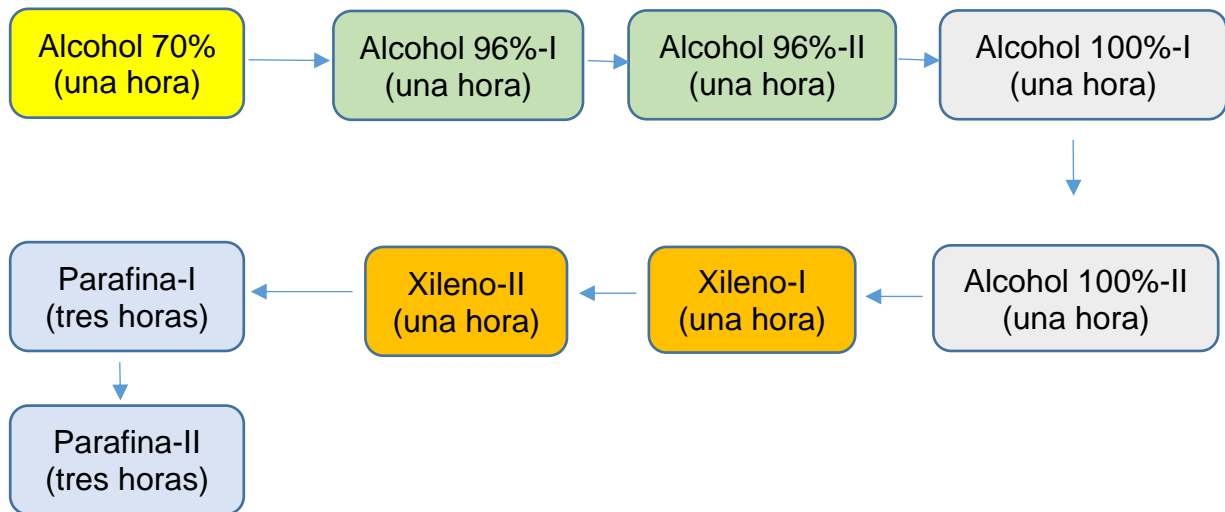 Alcohol 70%
(una hora)
Alcohol 96%-I
(una hora)
Alcohol 96%-II
(una hora)
Alcohol 100%-I
(una hora)
Alcohol 100%-II
(una hora)
Xileno-I
(una hora)
Xileno-II
(una hora)
Parafina-I
(tres horas)
Parafina-II
(tres horas)